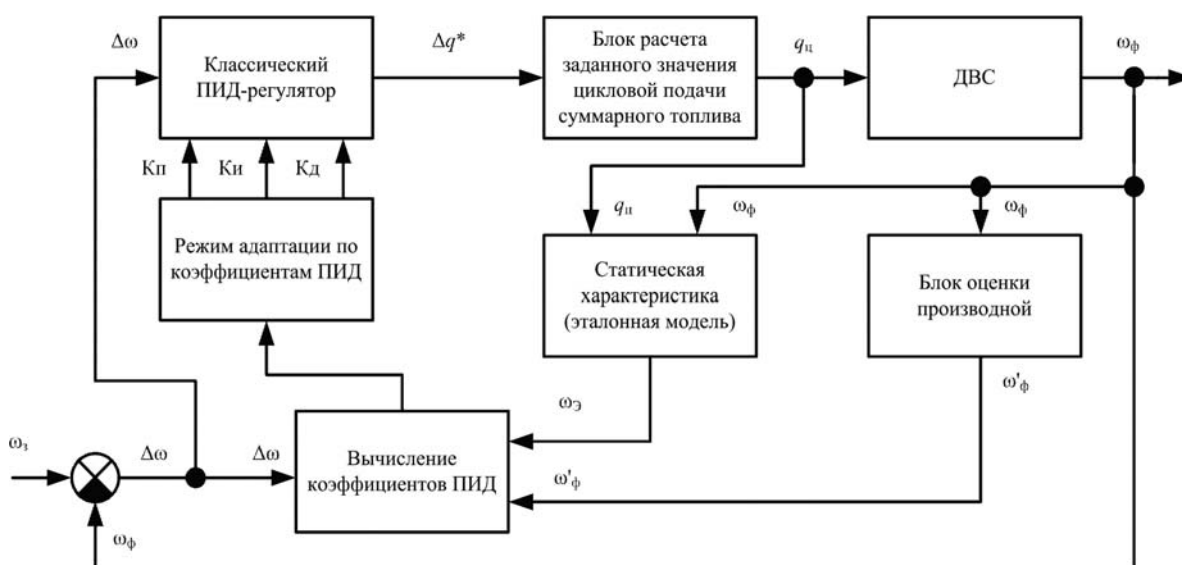 Δω
Классический
ПИД-регулятор
Δq*
Блок расчета
заданного значения
цикловой подачи
суммарного топлива
qц
ДВС
ωф
Кп
Ки
Кд
Режим адаптации по
коэффициентам ПИД
qц
ωф
ωф
Статическая
характеристика
(эталонная модель)
Блок оценки
производной
ωЭ
ω'ф
ωз
Δω
Δω
Вычисление
коэффициентов ПИД
ω'ф
ωф